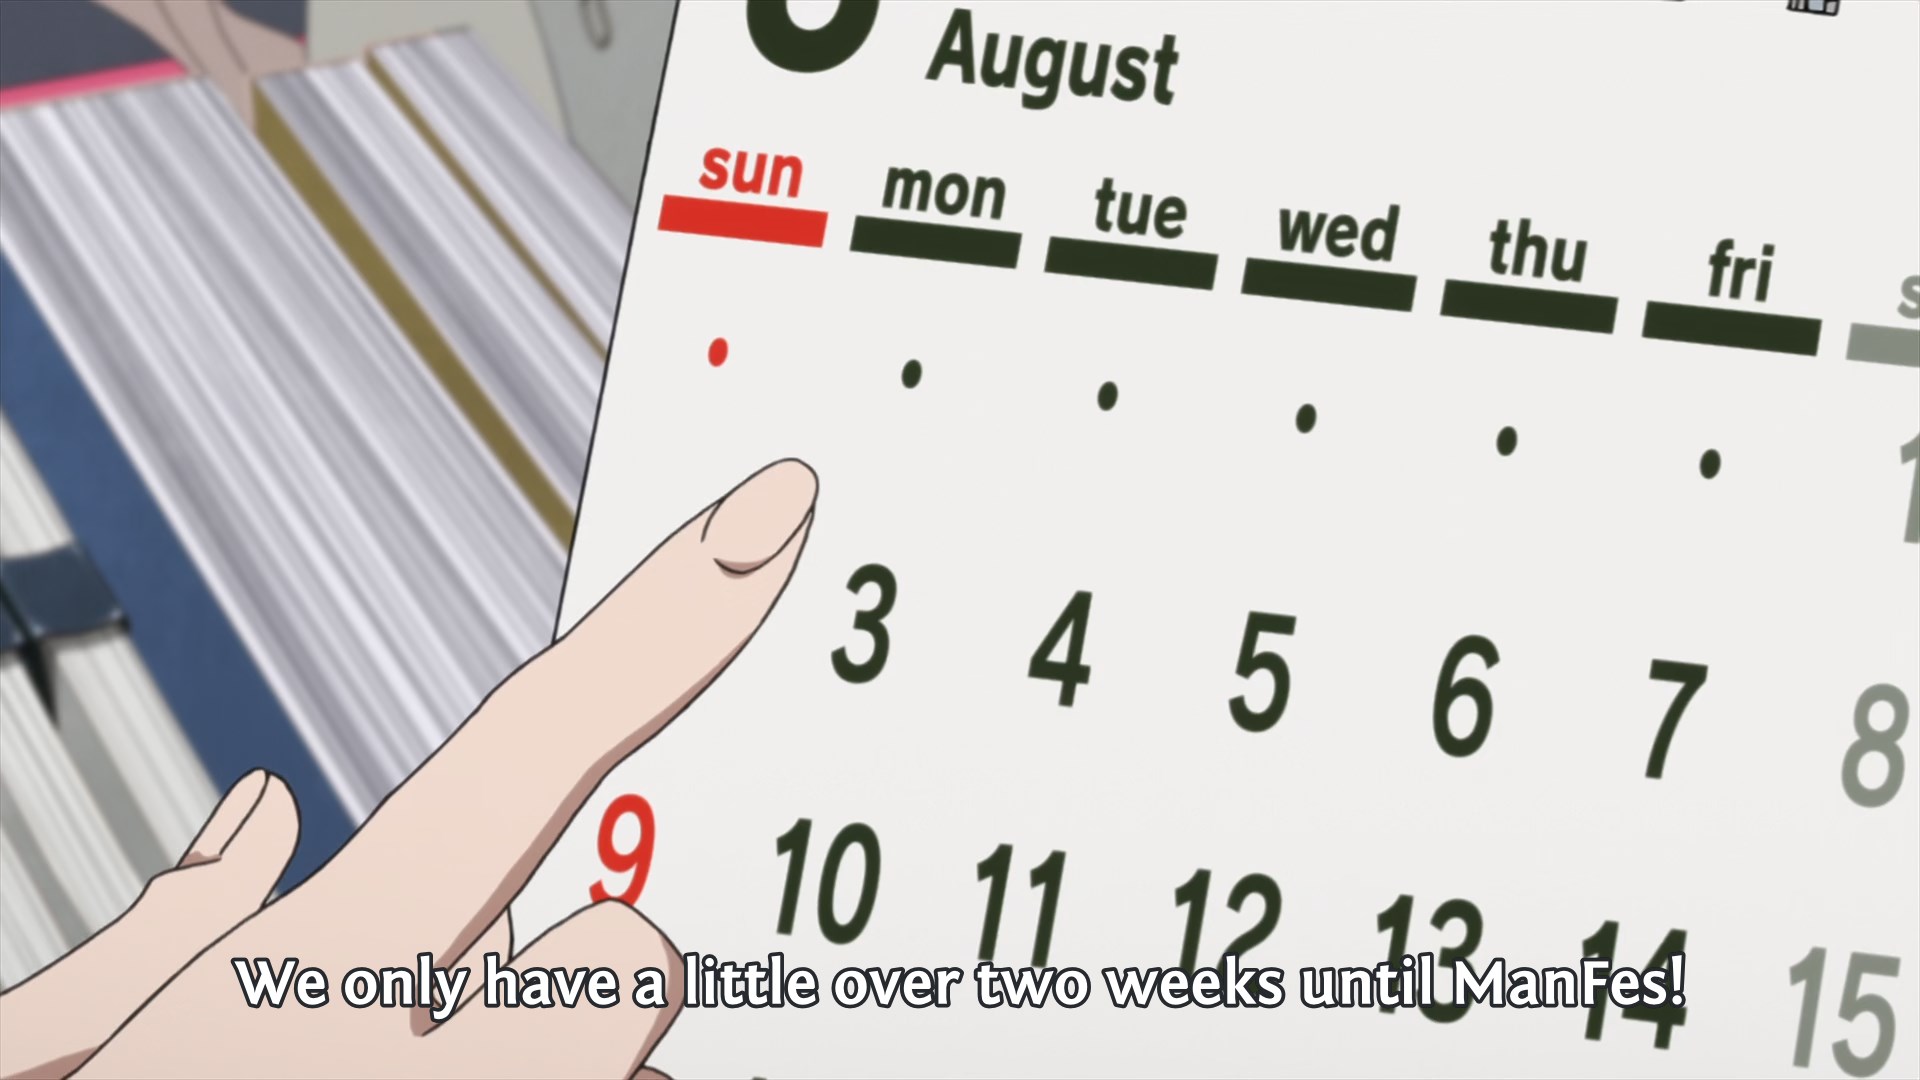 August
sun mon tue wed thu fri
3 4 5 6 7 8
9 10 11 12 13 14 15
We only have a little over two weeks until ManFes!